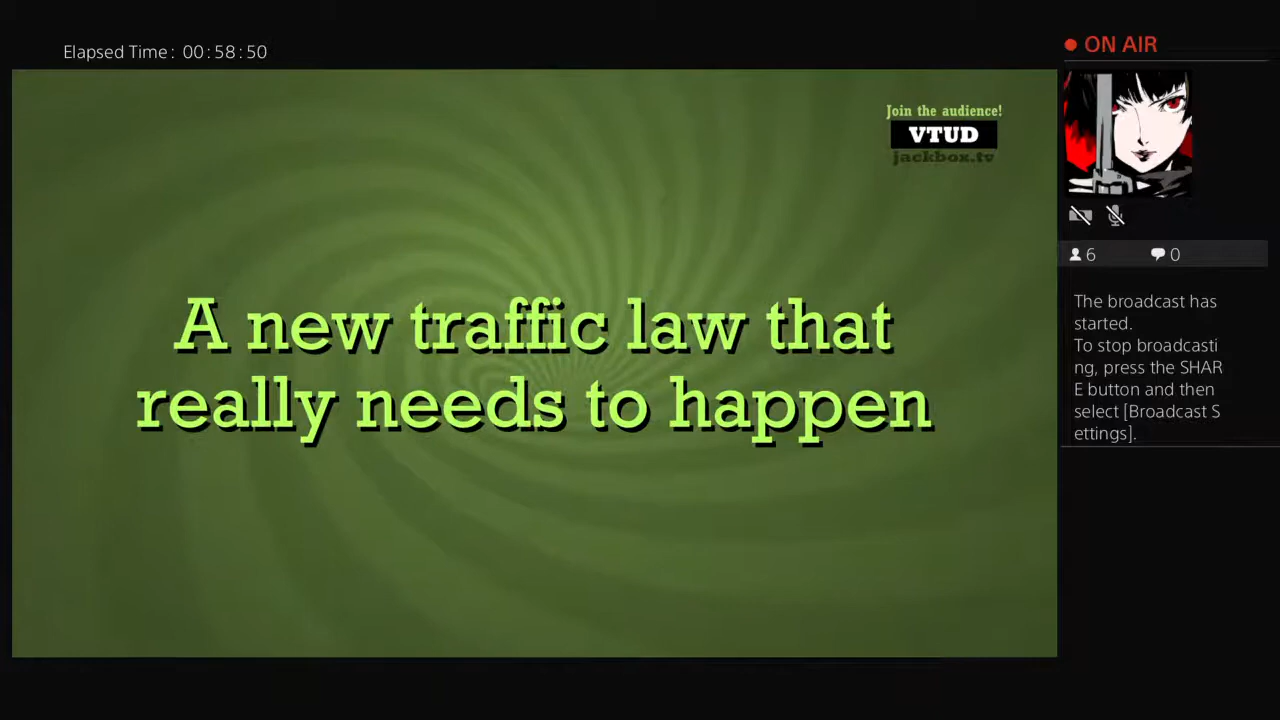 Elapsed Time: 00:58:50
ON AIR
Join the audience!
VTUD
jackbox.tv
6
0
A new traffic law that
really needs to happen
The broadcast has
started.
To stop broadcasti
ng, press the SHAR
E button and then
select [Broadcast S
ettings].